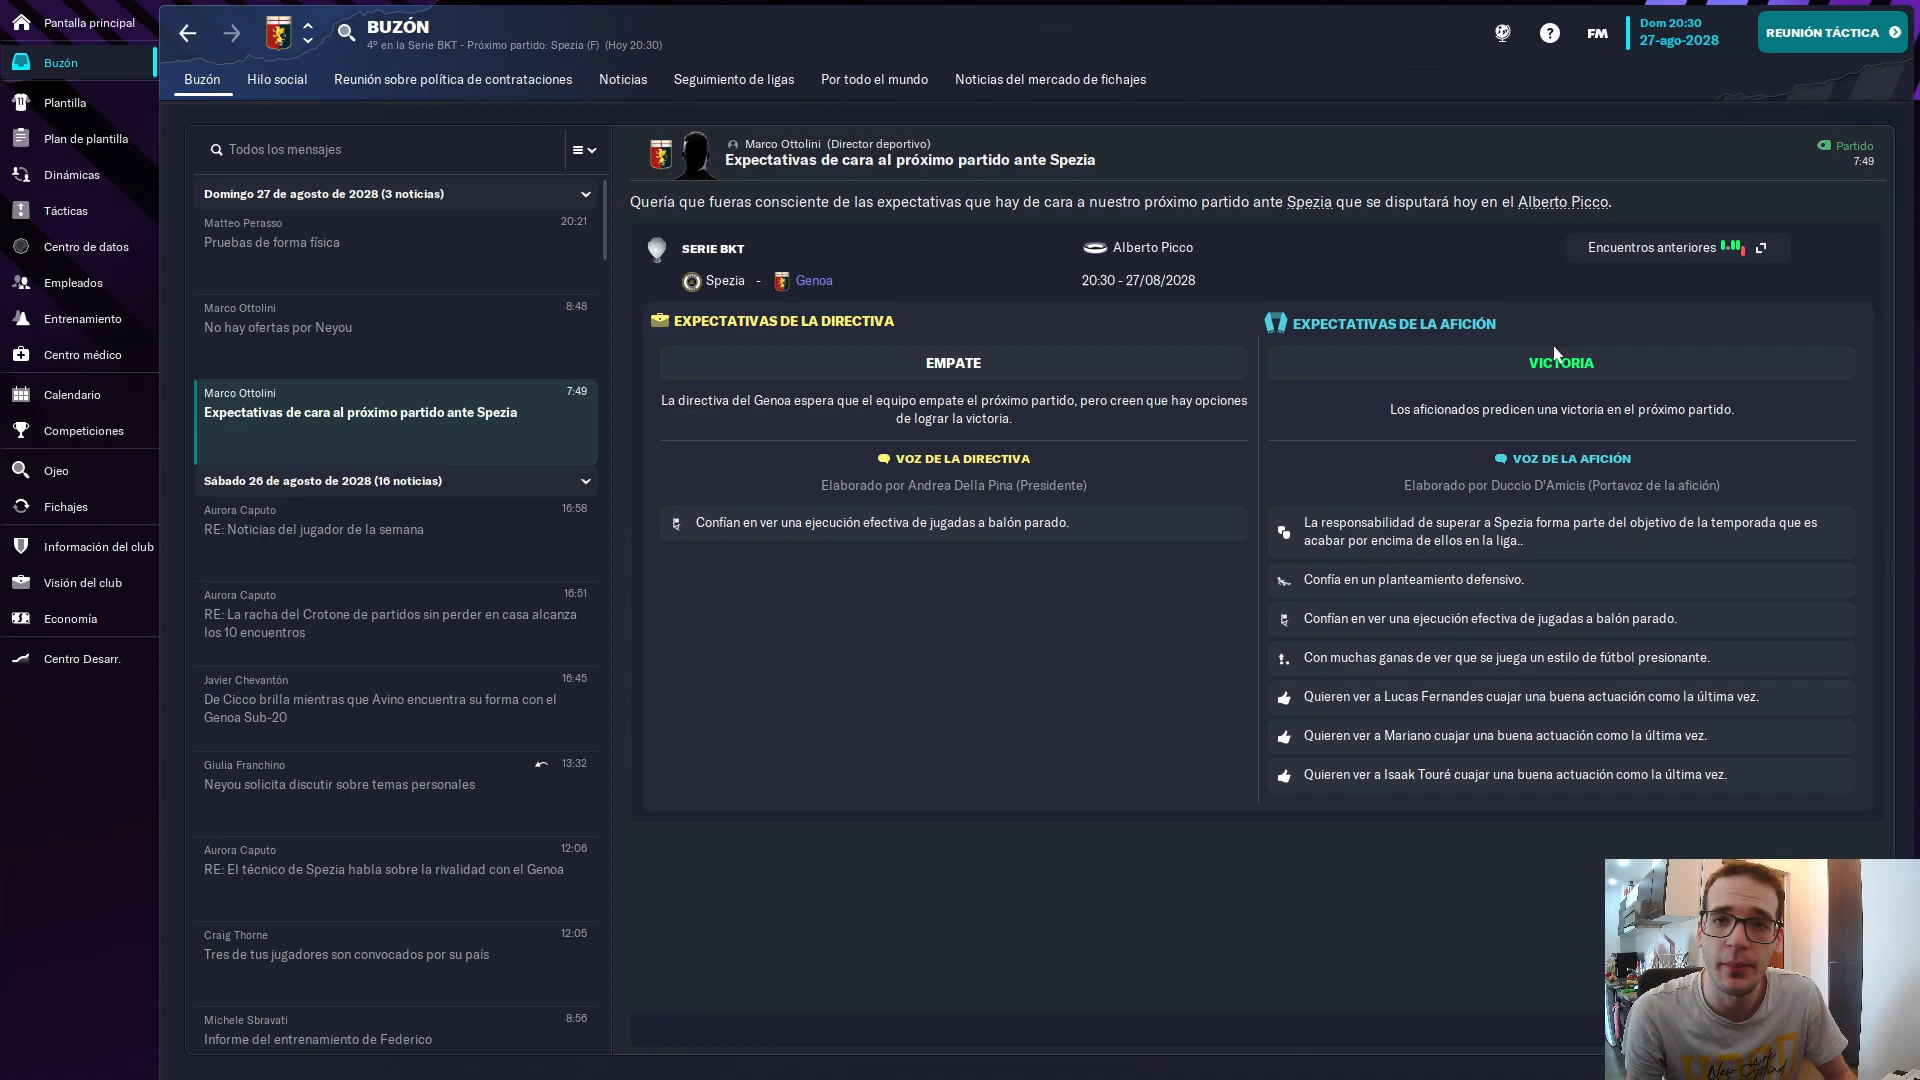 Pantalla principal
Buzón
Plantilla
Plan de plantilla
Dinámicas
Tácticas
Centro de datos
Empleados
Entrenamiento
Centro médico
Calendario
Competiciones
Ojeo
Fichajes
Información del club
Visión del club
Economía
Centro Desarr.
BUZÓN
4º en la Serie BKT - Próximo partido: Spezia (F) (Hoy 20:30)
FM
Dom 20:30
27-ago-2028
REUNIÓN TÁCTICA
Buzón Hilo social Reunión sobre política de contrataciones Noticias Seguimiento de ligas Por todo el mundo Noticias del mercado de fichajes
Todos los mensajes
Domingo 27 de agosto de 2028 (3 noticias)
Matteo Perasso 20:21
Pruebas de forma física
Marco Ottolini 8:48
No hay ofertas por Neyou
Marco Ottolini 7:49
Expectativas de cara al próximo partido ante Spezia
Sábado 26 de agosto de 2028 (16 noticias)
Aurora Caputo 16:58
RE: Noticias del jugador de la semana
Aurora Caputo 16:51
RE: La racha del Crotone de partidos sin perder en casa alcanza
los 10 encuentros
Javier Chevantón 16:45
De Cicco brilla mientras que Avino encuentra su forma con el
Genoa Sub-20
Giulia Franchino 13:32
Neyou solicita discutir sobre temas personales
Aurora Caputo 12:06
RE: El técnico de Spezia habla sobre la rivalidad con el Genoa
Craig Thorne 12:05
Tres de tus jugadores son convocados por su país
Michele Sbravati 8:56
Informe del entrenamiento de Federico
Marco Ottolini (Director deportivo)
Expectativas de cara al próximo partido ante Spezia
Partido
7:49
Quería que fueras consciente de las expectativas que hay de cara a nuestro próximo partido ante Spezia que se disputará hoy en el Alberto Picco.
SERIE BKT
Alberto Picco
Encuentros anteriores
Spezia - Genoa
20:30 - 27/08/2028
EXPECTATIVAS DE LA DIRECTIVA
EMPATE
La directiva del Genoa espera que el equipo empate el próximo partido, pero creen que hay opciones
de lograr la victoria.
VOZ DE LA DIRECTIVA
Elaborado por Andrea Della Pina (Presidente)
Confían en ver una ejecución efectiva de jugadas a balón parado.
EXPECTATIVAS DE LA AFICIÓN
VICTORIA
Los aficionados predicen una victoria en el próximo partido.
VOZ DE LA AFICIÓN
Elaborado por Duccio D'Amicis (Portavoz de la afición)
La responsabilidad de superar a Spezia forma parte del objetivo de la temporada que es
acabar por encima de ellos en la liga..
Confía en un planteamiento defensivo.
Confían en ver una ejecución efectiva de jugadas a balón parado.
Con muchas ganas de ver que se juega un estilo de fútbol presionante.
Quieren ver a Lucas Fernandes cuajar una buena actuación como la última vez.
Quieren ver a Mariano cuajar una buena actuación como la última vez.
Quieren ver a Isaak Touré cuajar una buena actuación como la última vez.